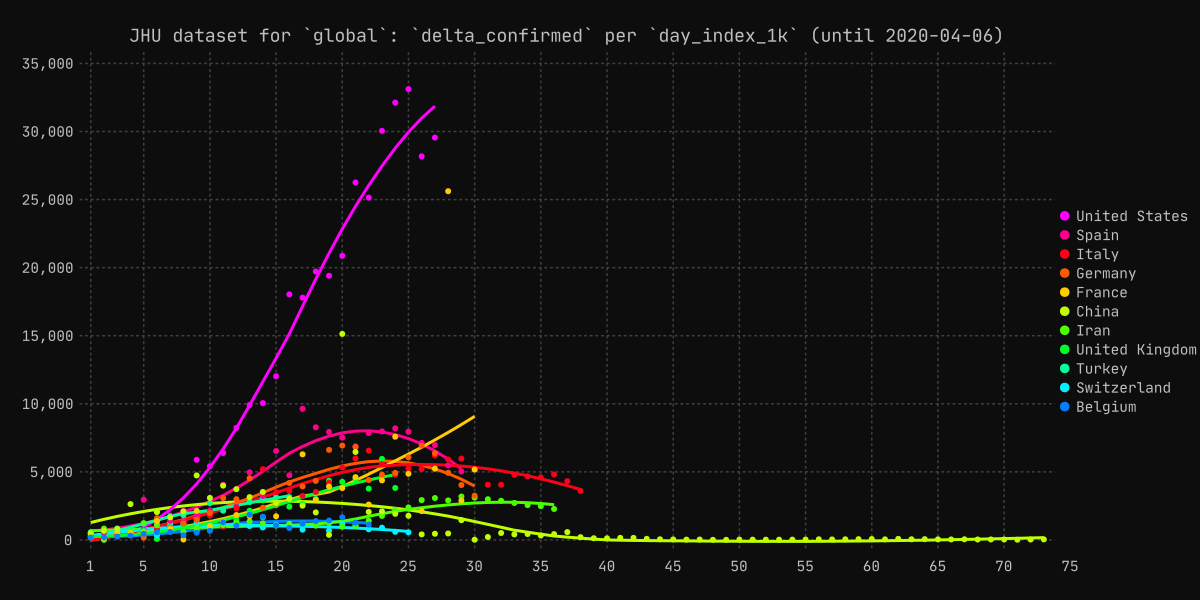 JHU dataset for `global`: `delta_confirmed` per `day_index_1k` (until 2020-04-06)
35,000
30,000
25,000
20,000
15,000
10,000
5,000
0
1 5 10 15 20 25 30 35 40 45 50 55 60 65 70 75
United States
Spain
Italy
Germany
France
China
Iran
United Kingdom
Turkey
Switzerland
Belgium